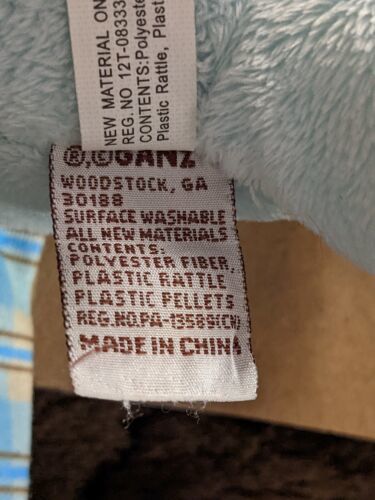 NEW MATERIAL ON
REG. NO 12T-08333
CONTENTS:Polyeste
Plastic Rattle, Plast
®,©GANZ
WOODSTOCK, GA
30188
SURFACE WASHABLE
ALL NEW MATERIALS
CONTENTS:
POLYESTER FIBER,
PLASTIC RATTLE
PLASTIC PELLETS
REG.NO.PA-13589(CN)
MADE IN CHINA